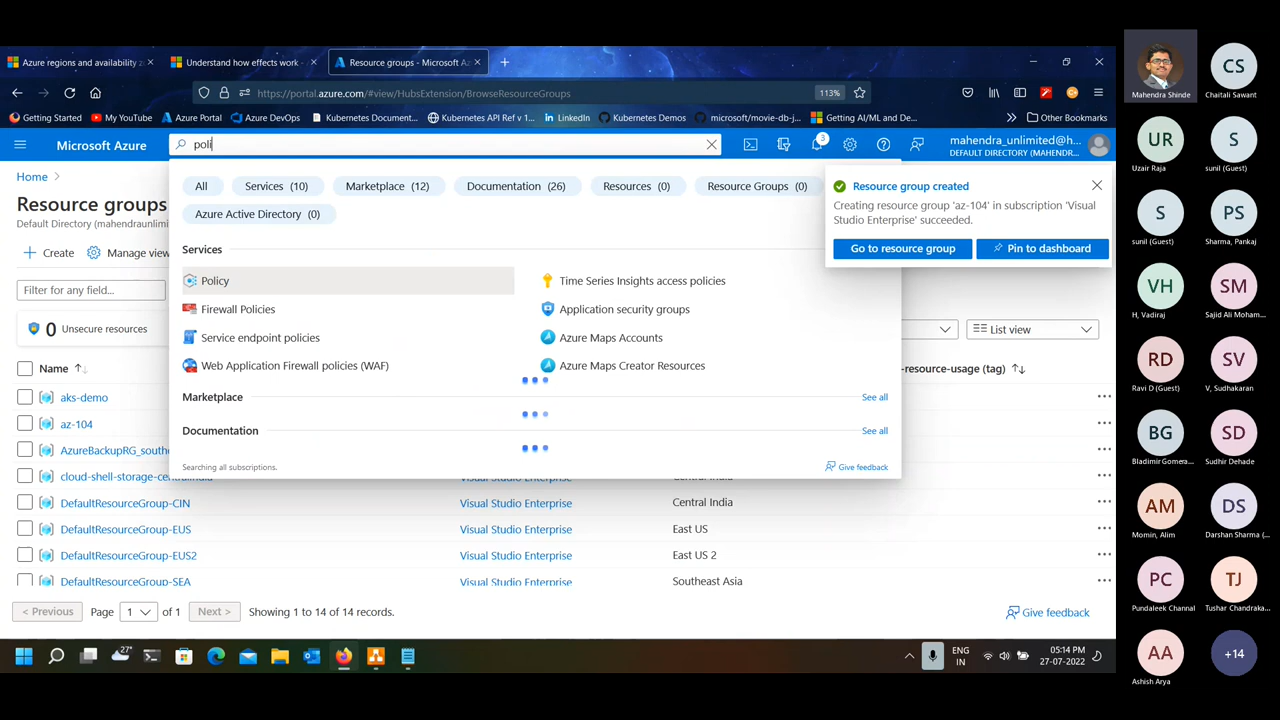 Azure regions and availability z
Understand how effects work -
Resource groups - Microsoft Az
https://portal.azure.com/#view/HubsExtension/BrowseResourceGroups
113%
Getting Started
My YouTube
Azure Portal
Azure DevOps
Kubernetes Document...
Kubernetes API Ref v 1...
LinkedIn
Kubernetes Demos
microsoft/movie-db-j...
Getting AI/ML and De...
Other Bookmarks
Microsoft Azure
poli
3
mahendra_unlimited@h...
DEFAULT DIRECTORY (MAHENDR...
Home
Resource groups
Default Directory (mahendraunlimi
Create
Manage view
Filter for any field...
0 Unsecure resources
All
Services (10)
Marketplace (12)
Documentation (26)
Resources (0)
Resource Groups (0)
Azure Active Directory (0)
Services
Policy
Time Series Insights access policies
Firewall Policies
Application security groups
Service endpoint policies
Azure Maps Accounts
Web Application Firewall policies (WAF)
Azure Maps Creator Resources
Marketplace
See all
Documentation
See all
Searching all subscriptions.
Give feedback
Resource group created
Creating resource group 'az-104' in subscription 'Visual
Studio Enterprise' succeeded.
Go to resource group
Pin to dashboard
List view
Name
-resource-usage (tag)
aks-demo
az-104
AzureBackupRG_southe
cloud-shell-storage-centralindia
Visual Studio Enterprise
Central India
DefaultResourceGroup-CIN
Visual Studio Enterprise
Central India
DefaultResourceGroup-EUS
Visual Studio Enterprise
East US
DefaultResourceGroup-EUS2
Visual Studio Enterprise
East US 2
DefaultResourceGroup-SEA
Visual Studio Enterprise
Southeast Asia
< Previous
Page
1
of 1
Next >
Showing 1 to 14 of 14 records.
Give feedback
27°
ENG
IN
05:14 PM
27-07-2022
Mahendra Shinde
CS
Chaitali Sawant
UR
Uzair Raja
S
sunil (Guest)
S
sunil (Guest)
PS
Sharma, Pankaj
VH
H, Vadiraj
SM
Sajid Ali Moham...
RD
Ravi D (Guest)
SV
V, Sudhakaran
BG
Bladimir Gomera...
SD
Sudhir Dehade
AM
Momin, Alim
DS
Darshan Sharma (...
PC
Pundaleek Channal
TJ
Tushar Chandraka...
AA
Ashish Arya
+14